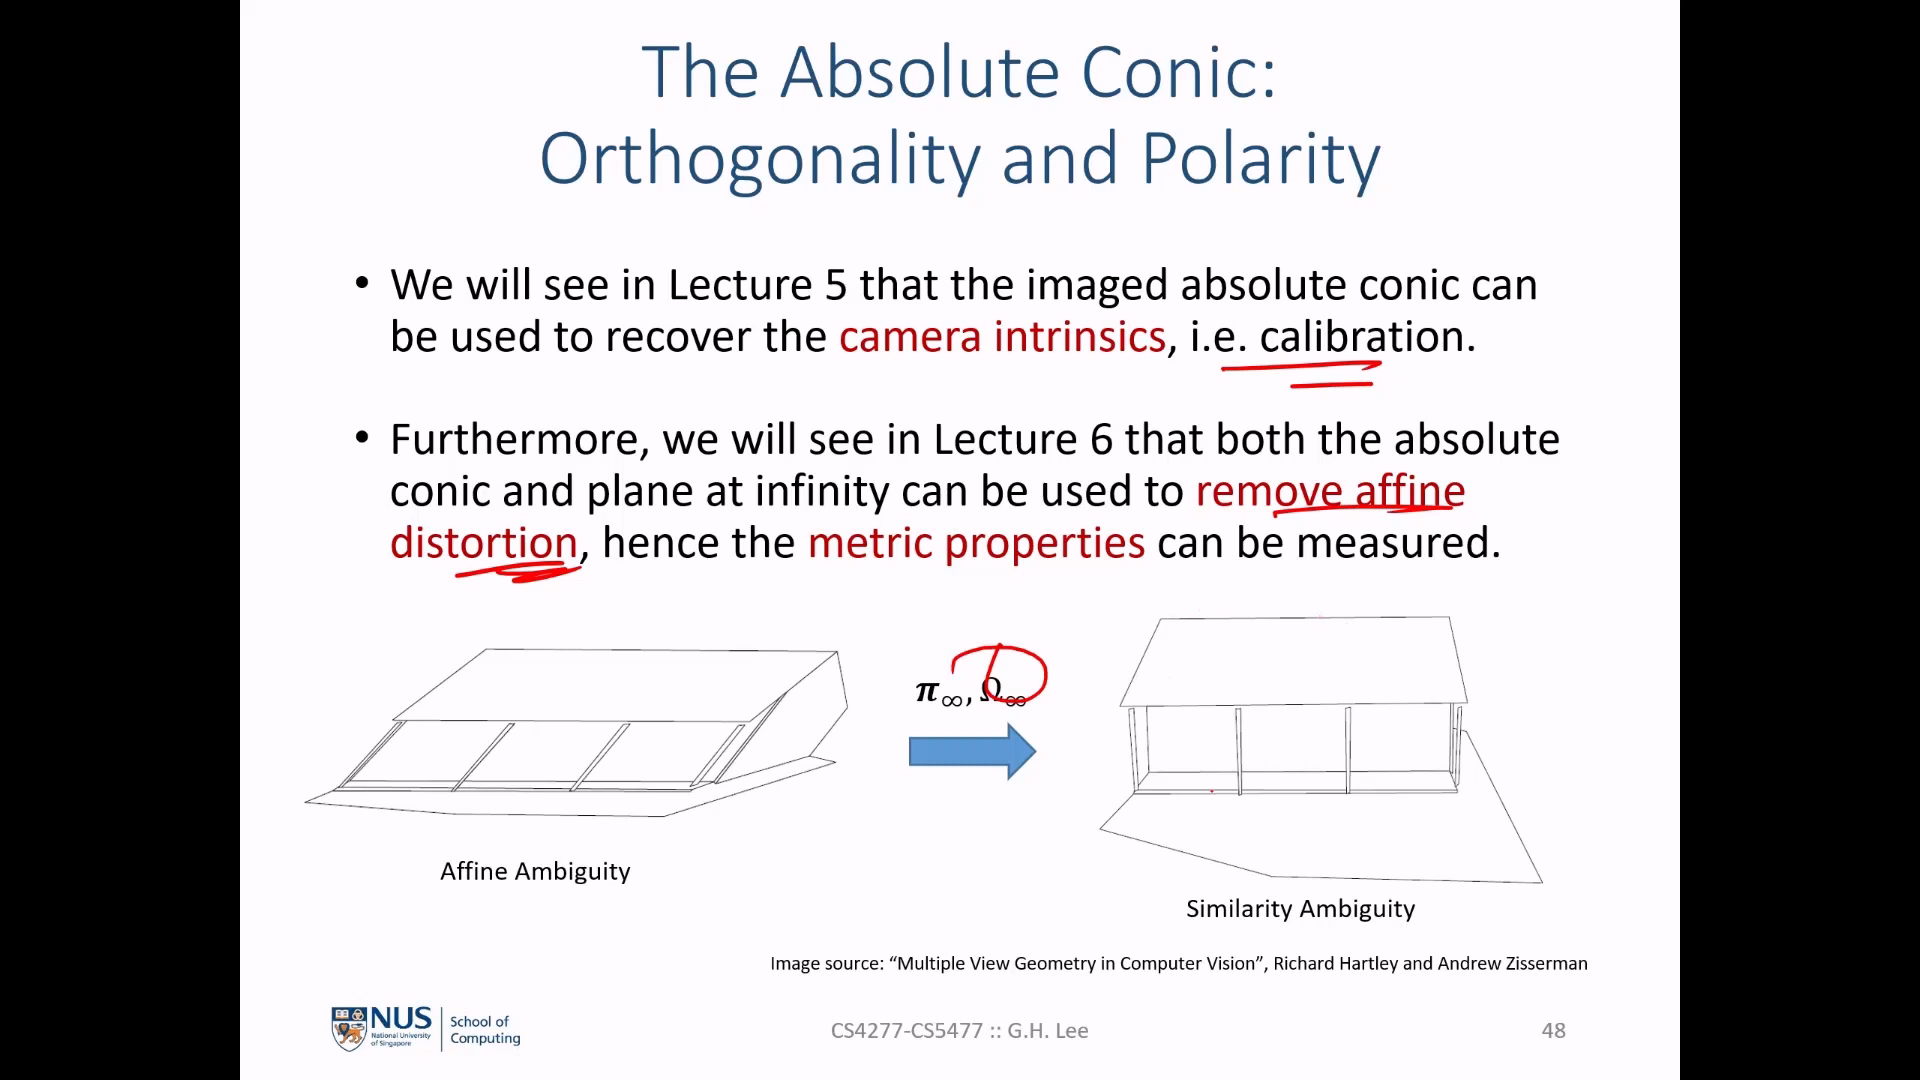 The Absolute Conic:
Orthogonality and Polarity
• We will see in Lecture 5 that the imaged absolute conic can
be used to recover the camera intrinsics, i.e. calibration.
• Furthermore, we will see in Lecture 6 that both the absolute
conic and plane at infinity can be used to remove affine
distortion, hence the metric properties can be measured.
π∞, Ω∞
Affine Ambiguity
Similarity Ambiguity
Image source: “Multiple View Geometry in Computer Vision”, Richard Hartley and Andrew Zisserman
NUS
National University
of Singapore
School of
Computing
CS4277-CS5477 :: G.H. Lee
48